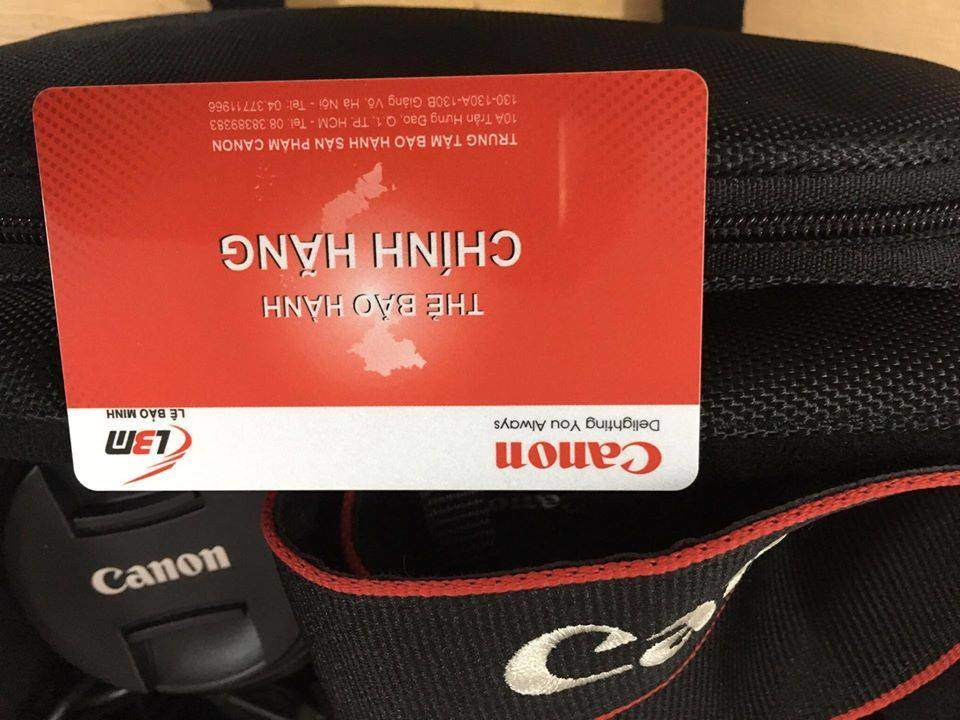 Canon
Delighting You Always
L3M
LÊ BẢO MINH
THẺ BẢO HÀNH
CHÍNH HÃNG
TRUNG TÂM BẢO HÀNH SẢN PHẨM CANON
10A Trần Hưng Đạo, Q.1, TP. HCM - Tel: 08.38389383
130-130A-130B Giảng Võ, Hà Nội - Tel: 04.37711966
Canon